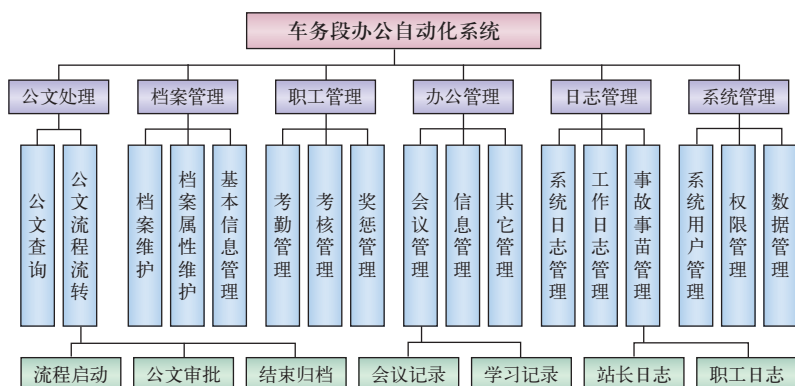 车务段办公自动化系统
公文处理
档案管理
职工管理
办公管理
日志管理
系统管理
公文查询
公文流程流转
档案维护
档案属性维护
基本信息管理
考勤管理
考核管理
奖惩管理
会议管理
信息管理
其它管理
系统日志管理
工作日志管理
事故事苗管理
系统用户管理
权限管理
数据管理
流程启动
公文审批
结束归档
会议记录
学习记录
站长日志
职工日志